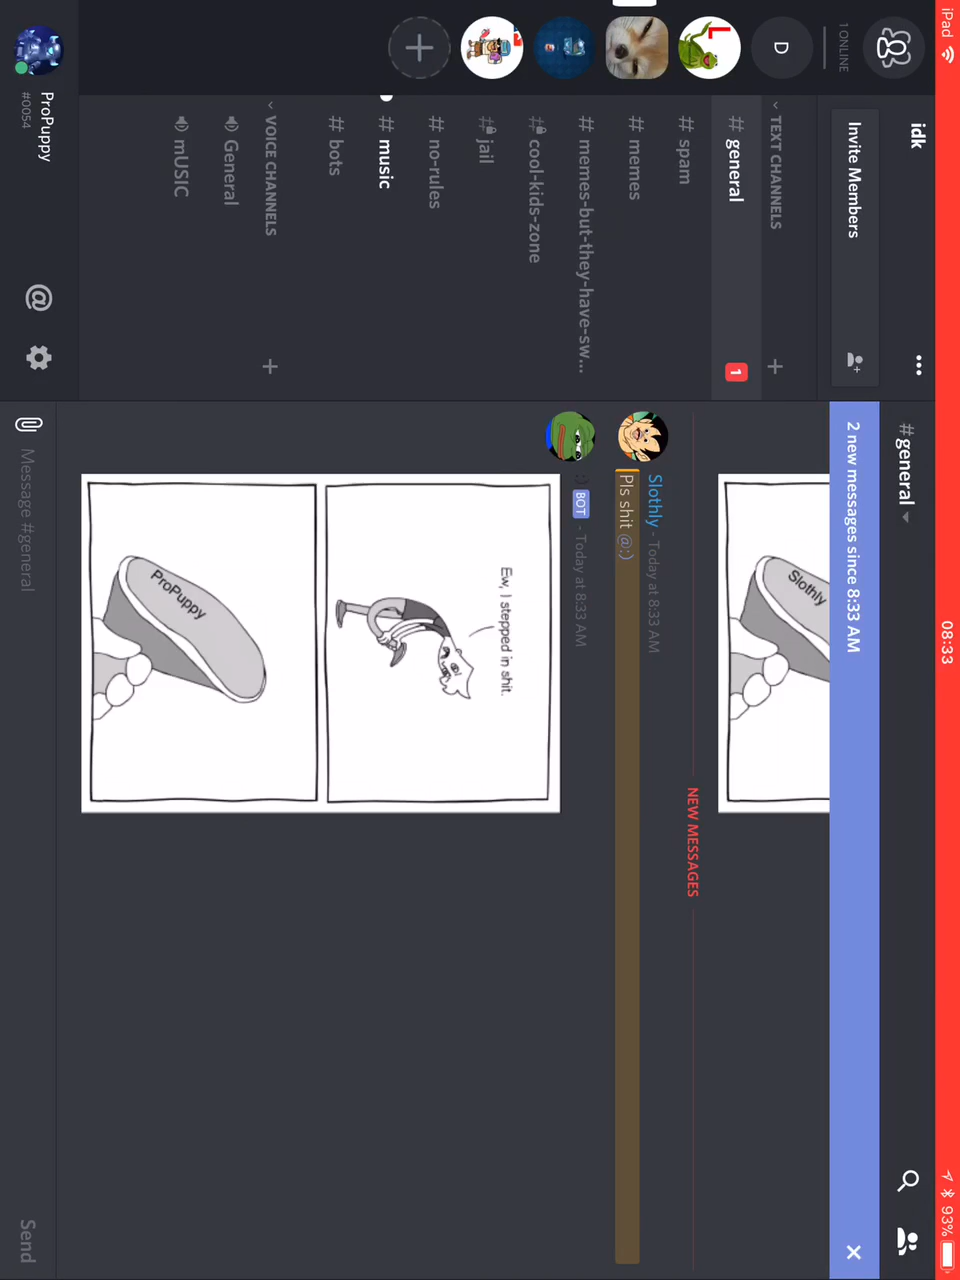 iPad
08:33
93%
1 ONLINE
D
L
idk
Invite Members
TEXT CHANNELS
# general
1
# spam
# memes
# memes-but-they-have-sw...
# cool-kids-zone
# jail
# no-rules
# music
# bots
VOICE CHANNELS
General
mUSIC
ProPuppy
#0054
@
# general
2 new messages since 8:33 AM
Slothly
NEW MESSAGES
Slothly - Today at 8:33 AM
Pls shit @:)
:) BOT - Today at 8:33 AM
Ew, I stepped in shit.
ProPuppy
Message #general
Send